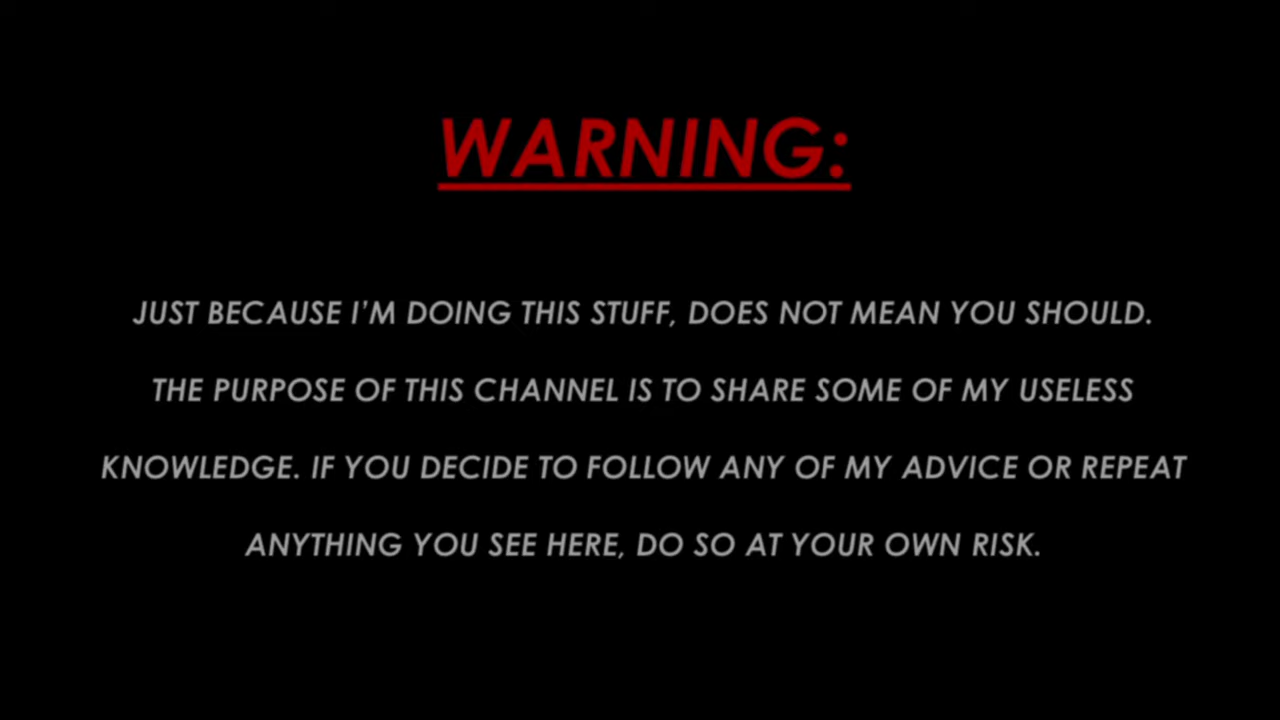 WARNING:
JUST BECAUSE I’M DOING THIS STUFF, DOES NOT MEAN YOU SHOULD.
THE PURPOSE OF THIS CHANNEL IS TO SHARE SOME OF MY USELESS
KNOWLEDGE. IF YOU DECIDE TO FOLLOW ANY OF MY ADVICE OR REPEAT
ANYTHING YOU SEE HERE, DO SO AT YOUR OWN RISK.